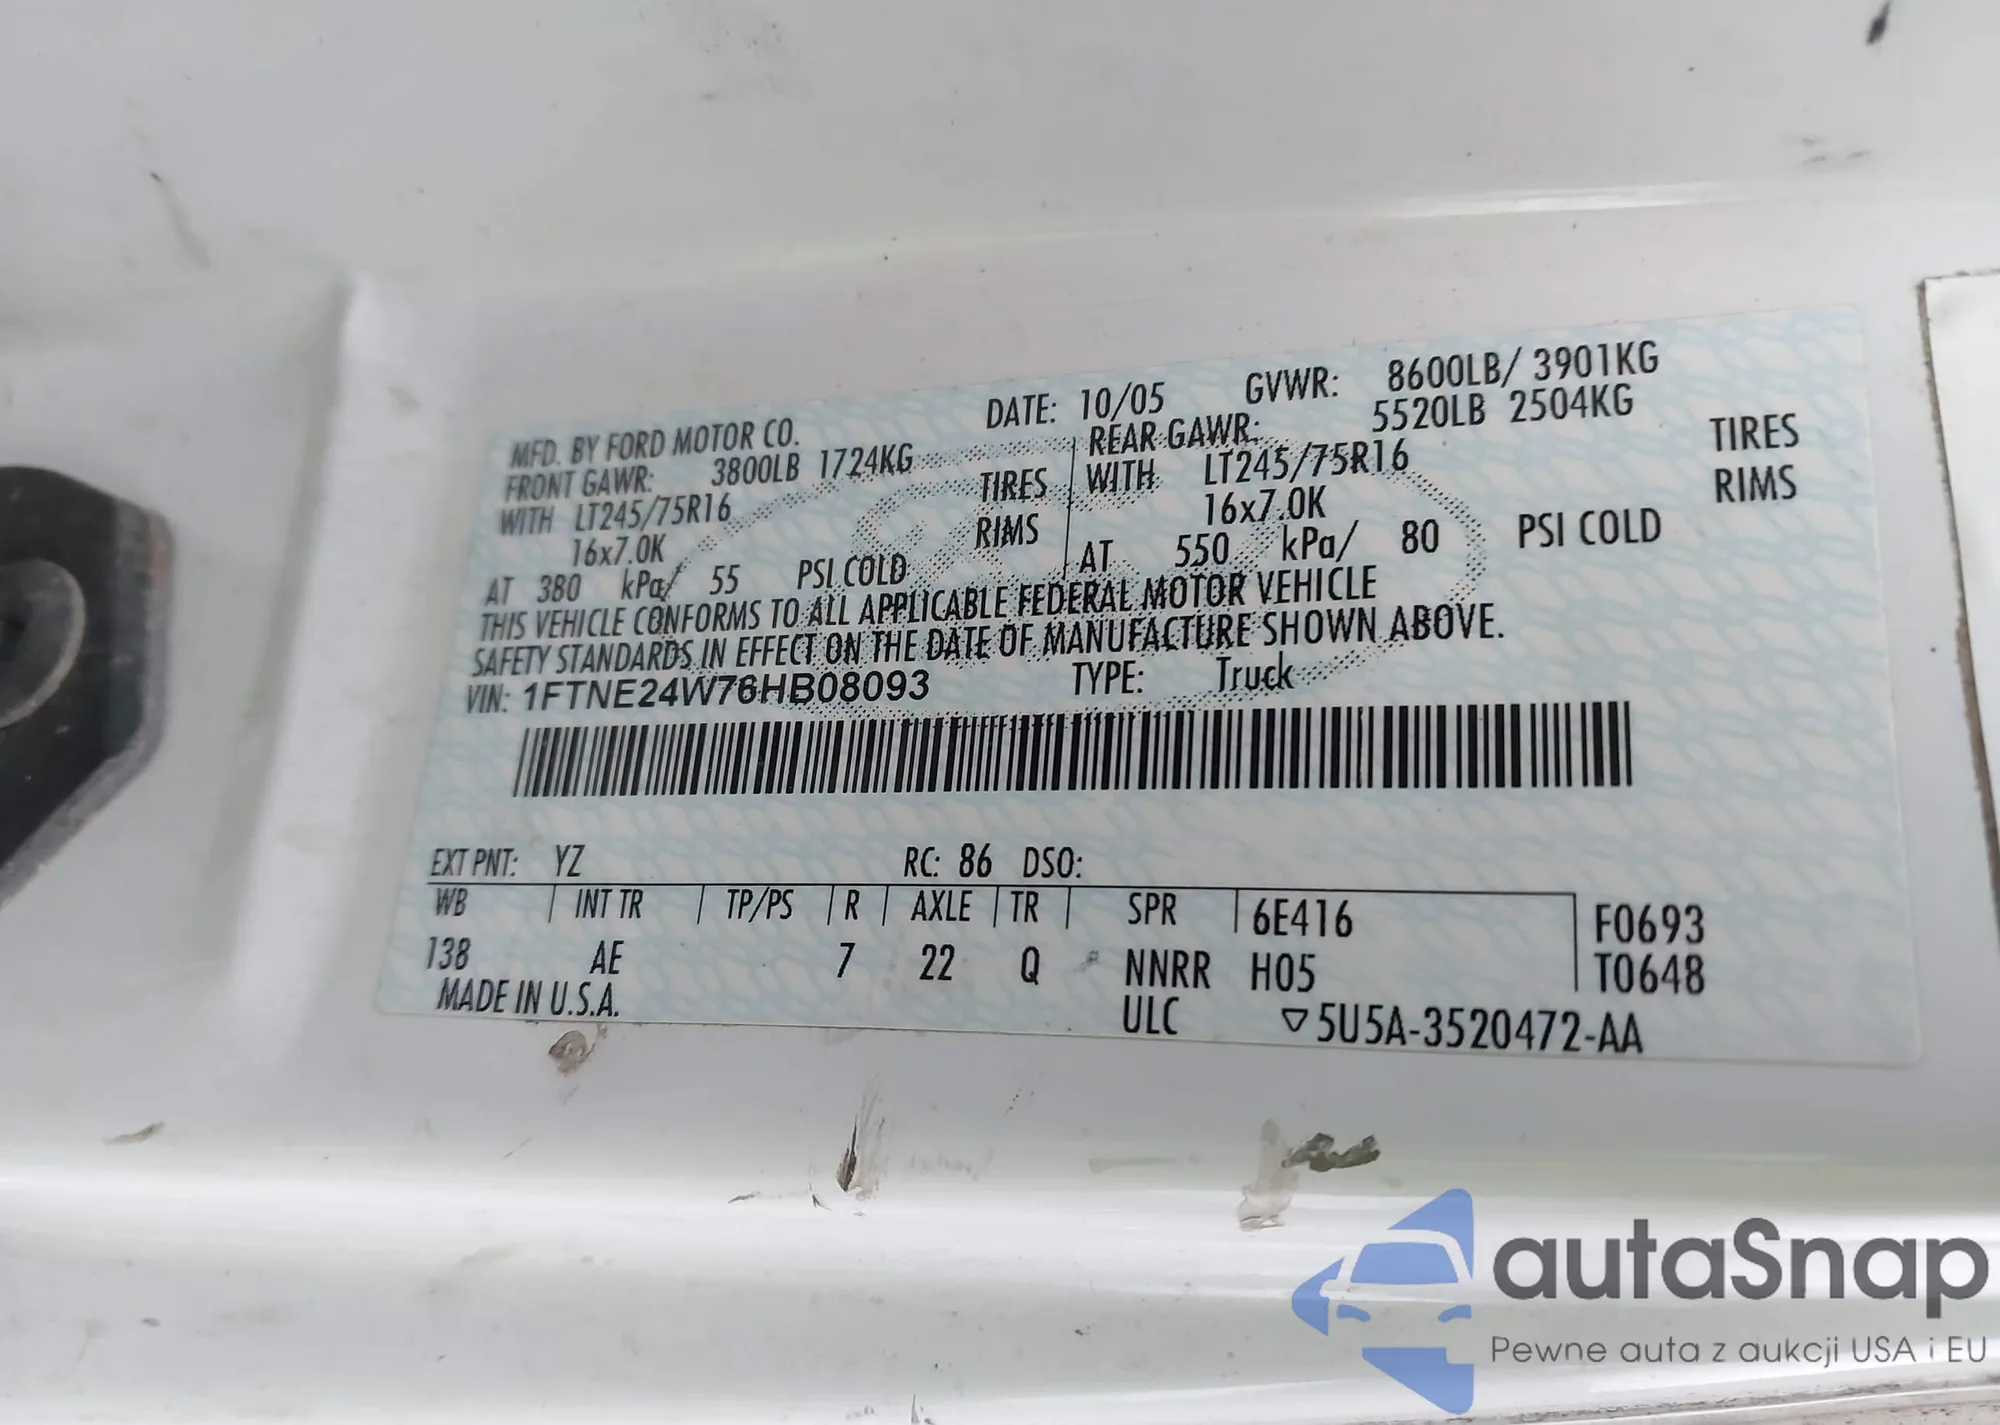 MFD. BY FORD MOTOR CO. DATE: 10/05 GVWR: 8600LB/ 3901KG
FRONT GAWR: 3800LB 1724KG REAR GAWR: 5520LB 2504KG
WITH LT245/75R16 TIRES WITH LT245/75R16 TIRES
16x7.0K RIMS 16x7.0K RIMS
AT 380 kPa/ 55 PSI COLD AT 550 kPa/ 80 PSI COLD
THIS VEHICLE CONFORMS TO ALL APPLICABLE FEDERAL MOTOR VEHICLE
SAFETY STANDARDS IN EFFECT ON THE DATE OF MANUFACTURE SHOWN ABOVE.
VIN: 1FTNE24W76HB08093 TYPE: Truck
EXT PNT: YZ RC: 86 DSO:
WB INT TR TP/PS R AXLE TR SPR 6E416 F0693
138 AE 7 22 Q NNRR H05 T0648
MADE IN U.S.A. ULC ▽5U5A-3520472-AA
autaSnap
Pewne auta z aukcji USA i EU